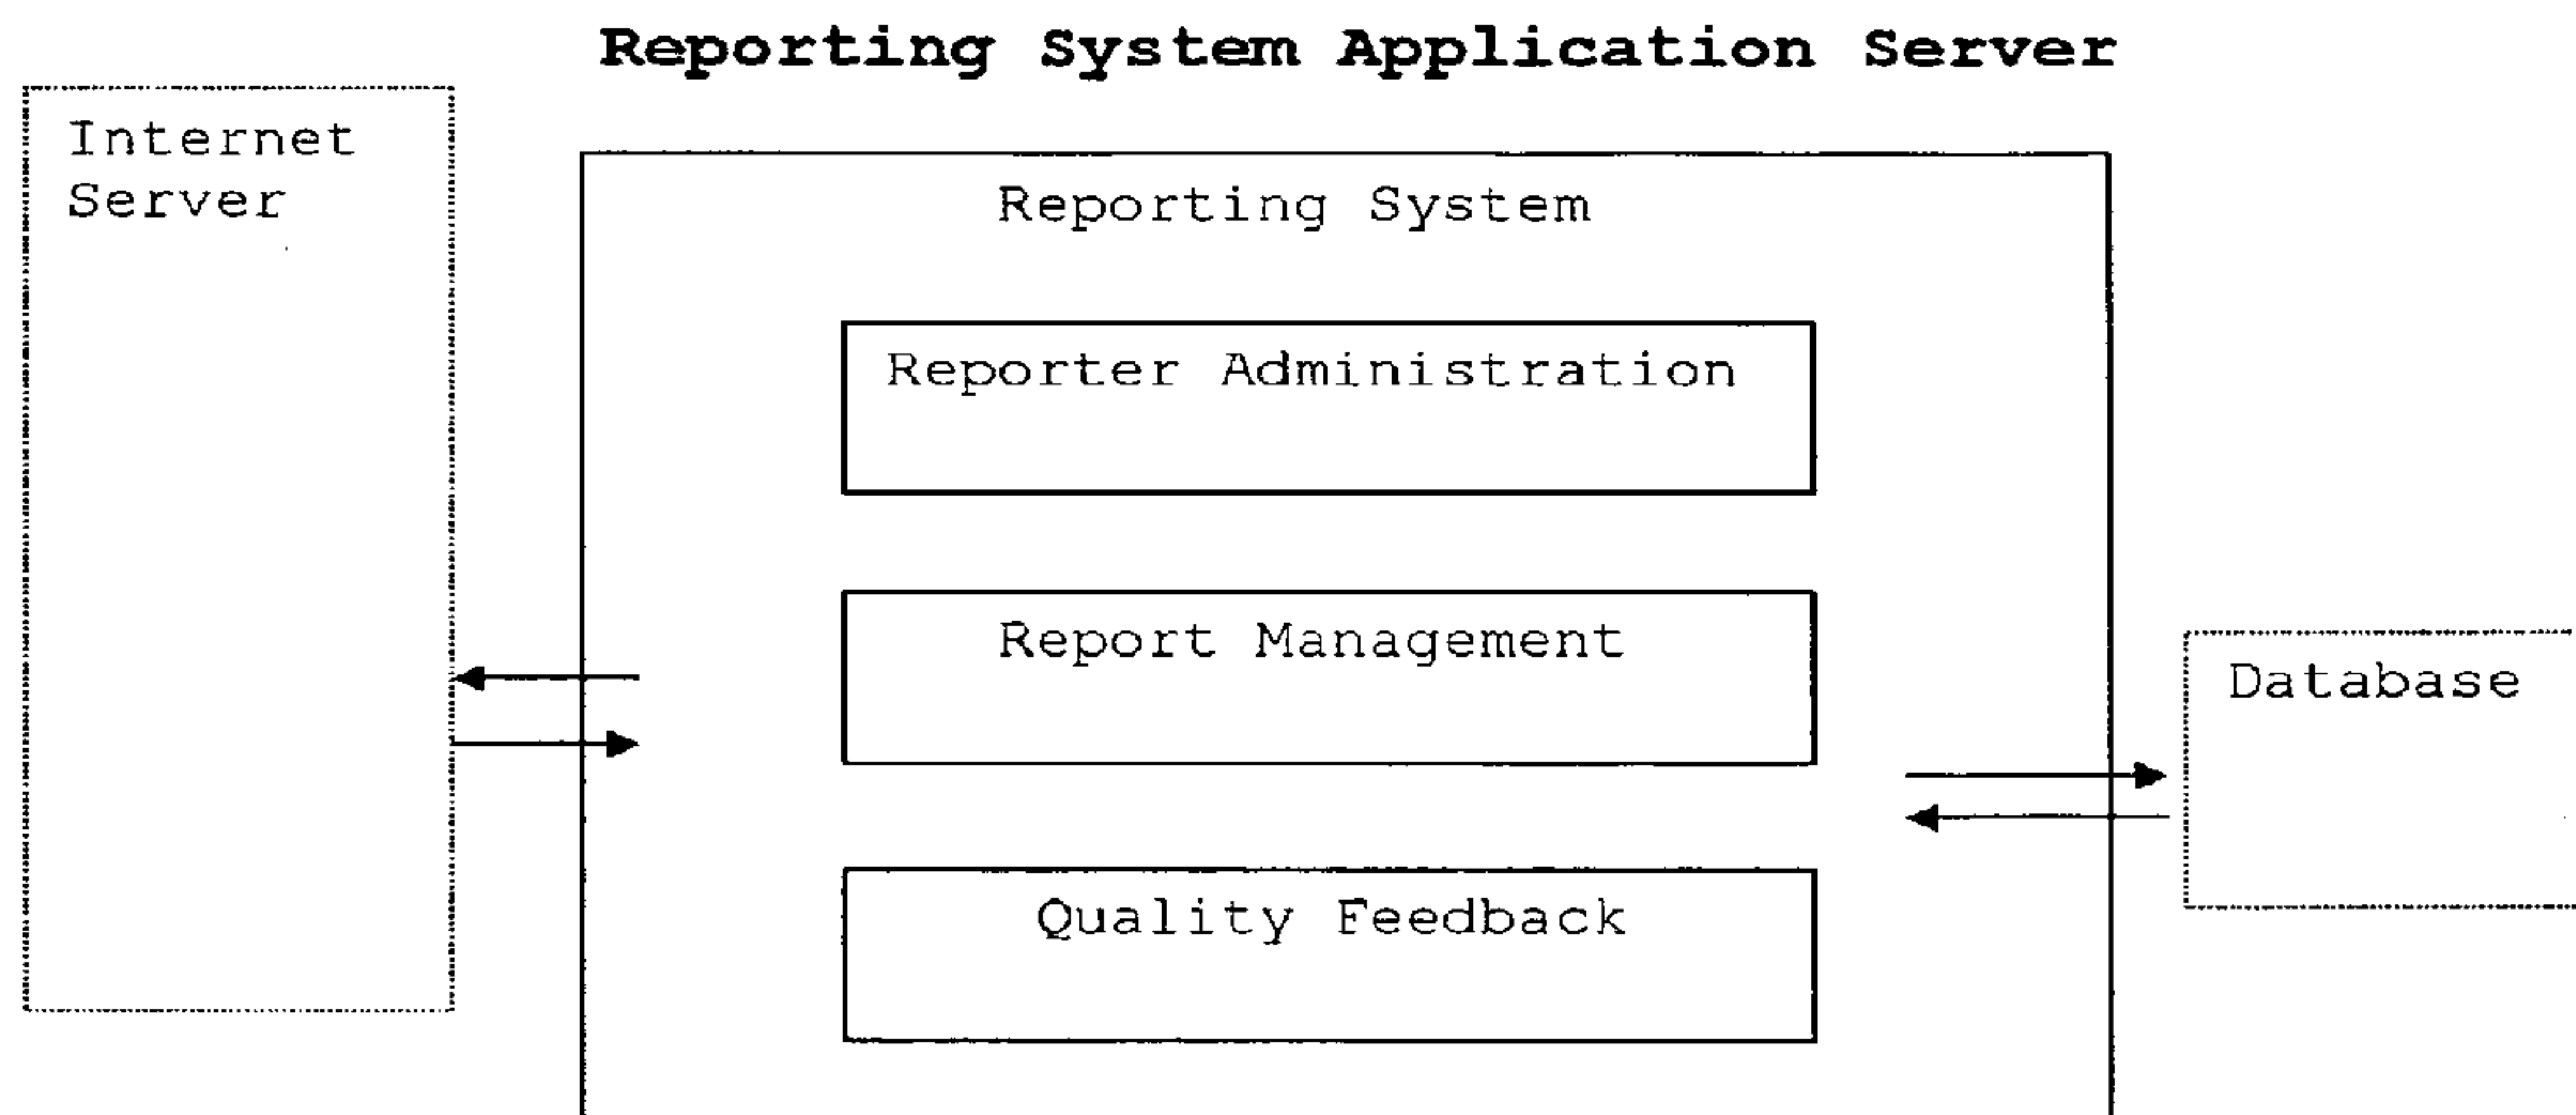 Reporting System Application Server
Internet
Server
Reporting System
Reporter Administration
Report Management
Database
Quality Feedback